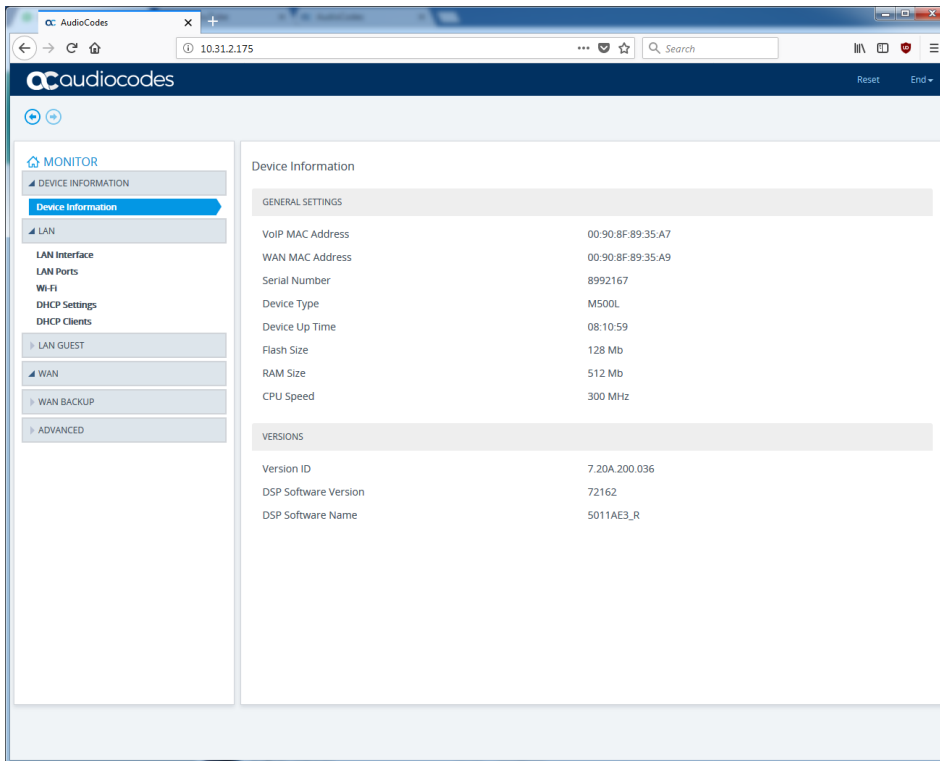 AudioCodes
10.31.2.175
Search
audiocodes
Reset
End
MONITOR
DEVICE INFORMATION
Device Information
LAN
LAN Interface
LAN Ports
Wi-Fi
DHCP Settings
DHCP Clients
LAN GUEST
WAN
WAN BACKUP
ADVANCED
Device Information
GENERAL SETTINGS
VoIP MAC Address 00:90:8F:89:35:A7
WAN MAC Address 00:90:8F:89:35:A9
Serial Number 8992167
Device Type M500L
Device Up Time 08:10:59
Flash Size 128 Mb
RAM Size 512 Mb
CPU Speed 300 MHz
VERSIONS
Version ID 7.20A.200.036
DSP Software Version 72162
DSP Software Name 5011AE3_R